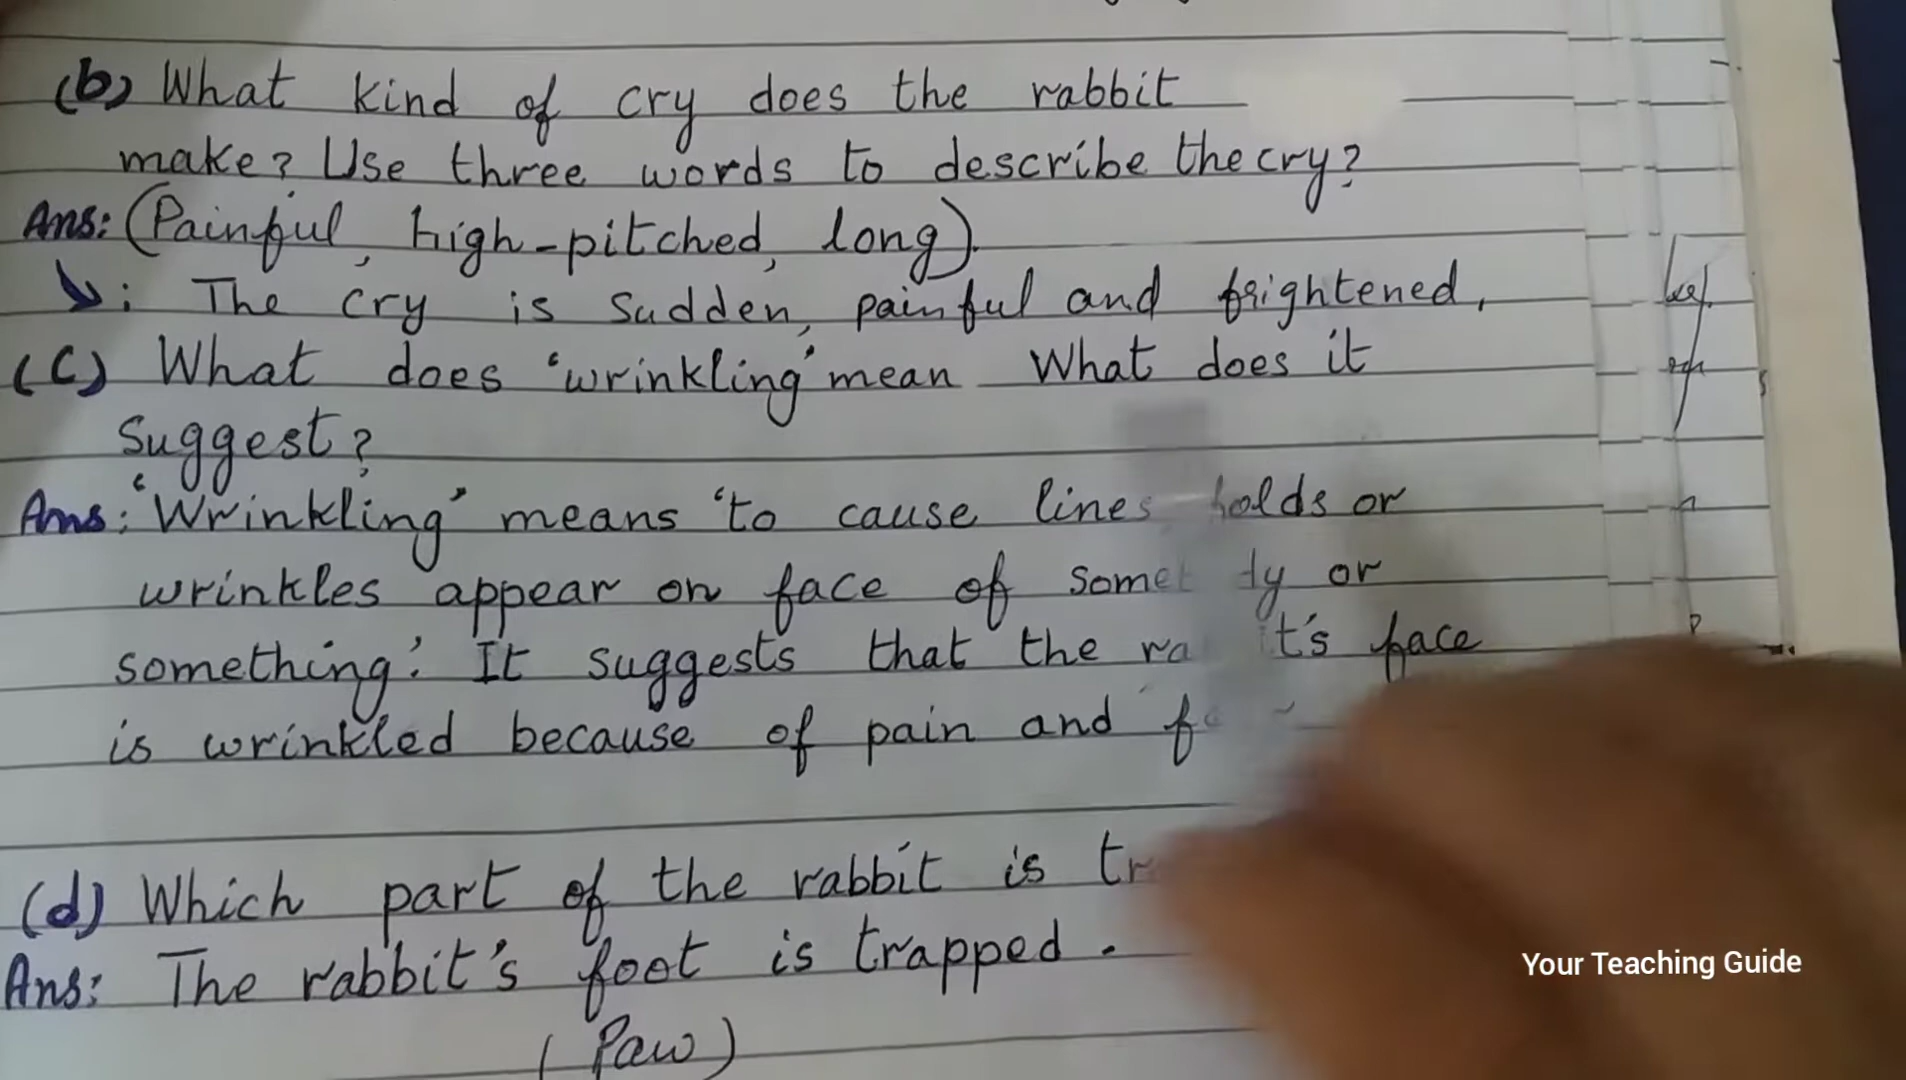 (b) What kind of cry does the rabbit
make? Use three words to describe the cry?
Ans: (Painful, high-pitched, long).
: The cry is sudden, painful and frightened,
(C) What does 'wrinkling' mean What does it
Suggest?
Ans: 'Wrinkling' means 'to cause lines or
wrinkles appear on face of or
something'. It suggests that the face
is wrinkled because of pain and
(d) Which part of the rabbit is
Ans: The rabbit's foot is trapped.
(Paw)
Your Teaching Guide